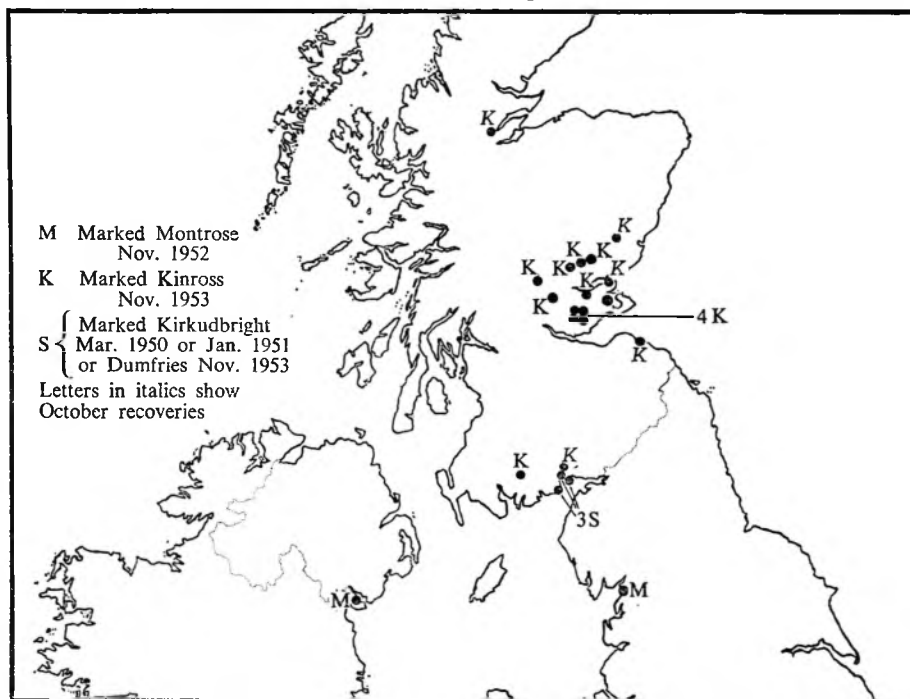 K
K
K
K
K
K
K
K
K
S
4 K
K
M Marked Montrose
Nov. 1952
K Marked Kinross
Nov. 1953
S { Marked Kirkudbright
Mar. 1950 or Jan. 1951
or Dumfries Nov. 1953
Letters in italics show
October recoveries
K
K
3S
M
M